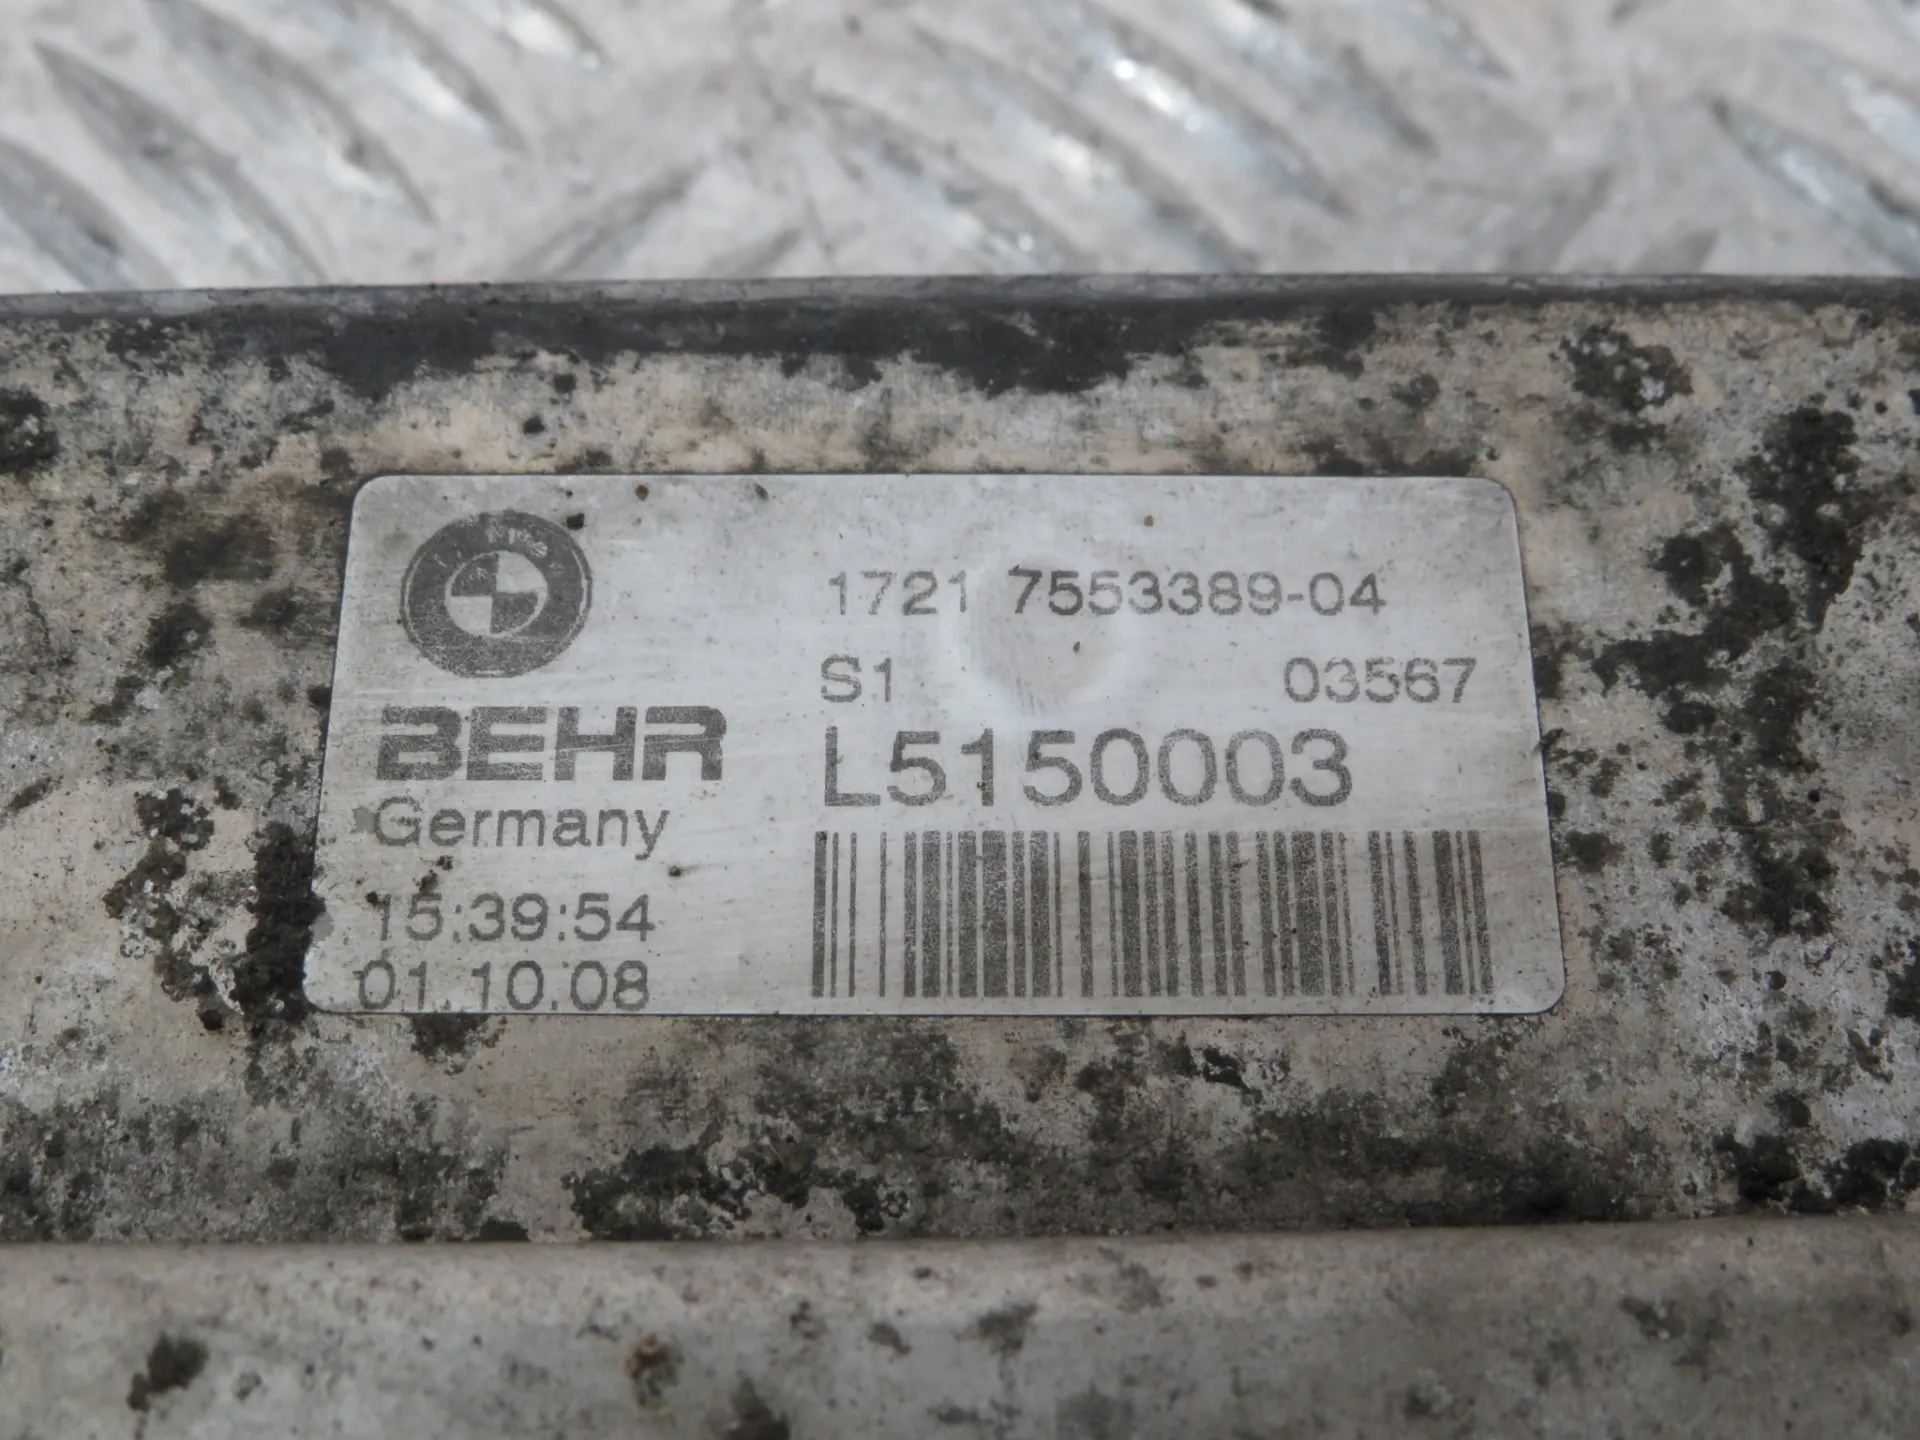 1721 7553389-04
S1 03567
L5150003
BEHR
Germany
15:39:54
01.10.08